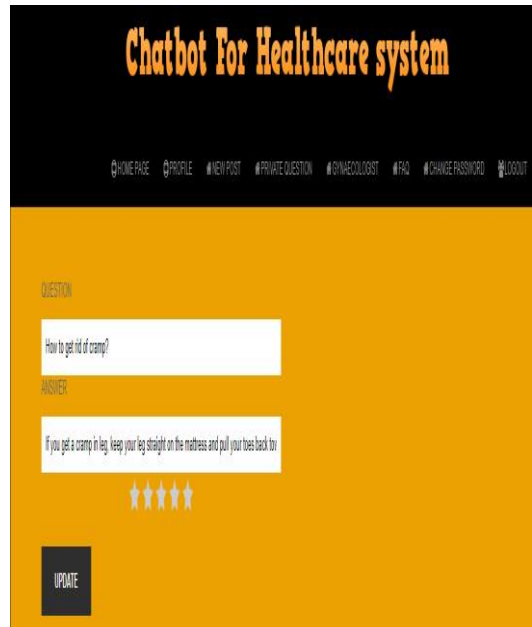 Chatbot For Healthcare system
HOME PAGE PROFILE NEW POST PRIVATE QUESTION GYNAECOLOGIST FAQ CHANGE PASSWORD LOGOUT
QUESTION
How to get rid of cramp?
ANSWER
If you get a cramp in leg, keep your leg straight on the mattress and pull your toes back tov
UPDATE